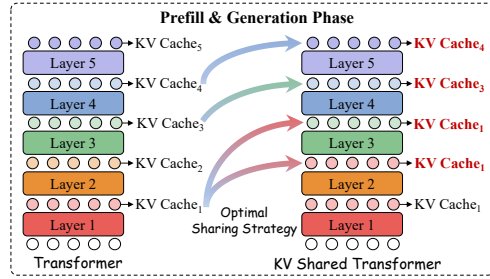 Prefill & Generation Phase
KV Cache5
Layer 5
KV Cache4
Layer 4
KV Cache3
Layer 3
KV Cache2
Layer 2
KV Cache1
Layer 1
Transformer
Optimal
Sharing Strategy
KV Cache4
Layer 5
KV Cache3
Layer 4
KV Cache1
Layer 3
KV Cache1
Layer 2
KV Cache1
Layer 1
KV Shared Transformer